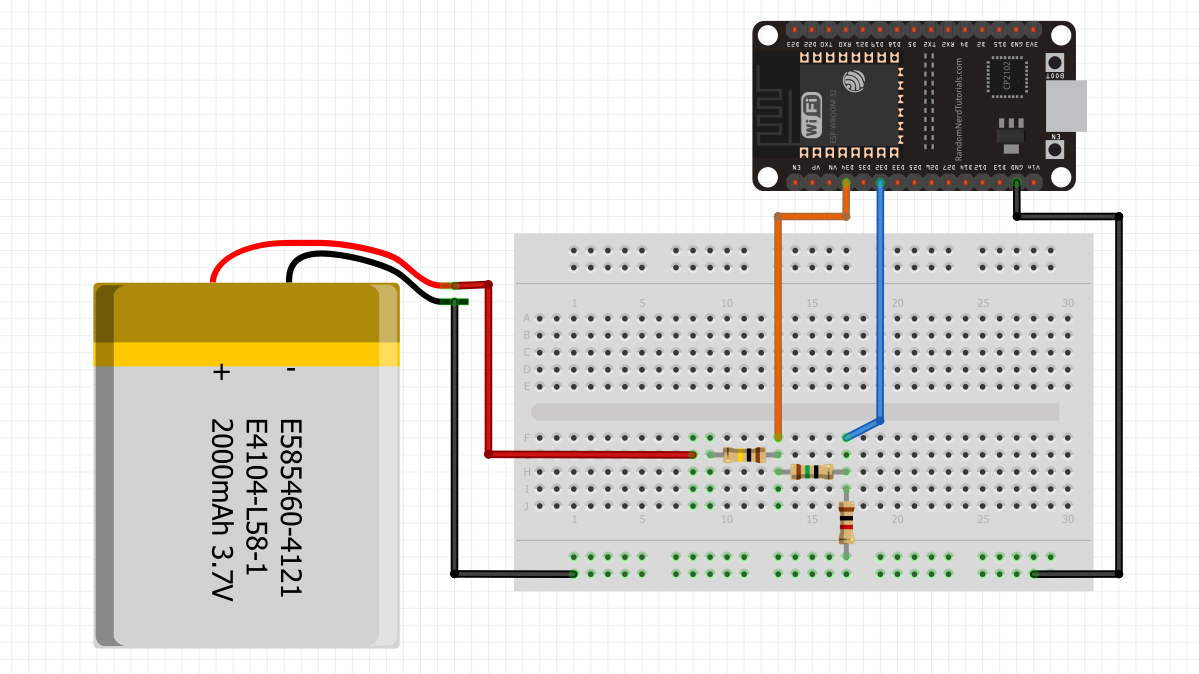 D23 D22 TX0 RX0 D21 D19 D18 D5 TX2 RX2 D4 D2 D15 GND 3V3
BOOT
CP2102
WiFi
ESP-WROOM-32
RandomNerdTutorials.com
EN
EN VP VN D34 D35 D32 D33 D25 D26 D27 D14 D12 D13 GND Vin
+ -
E585460-4121
E4104-L58-1
2000mAh 3.7V
1 5 10 15 20 25 30
A
B
C
D
E
F
H
I
J
1 5 10 15 20 25 30